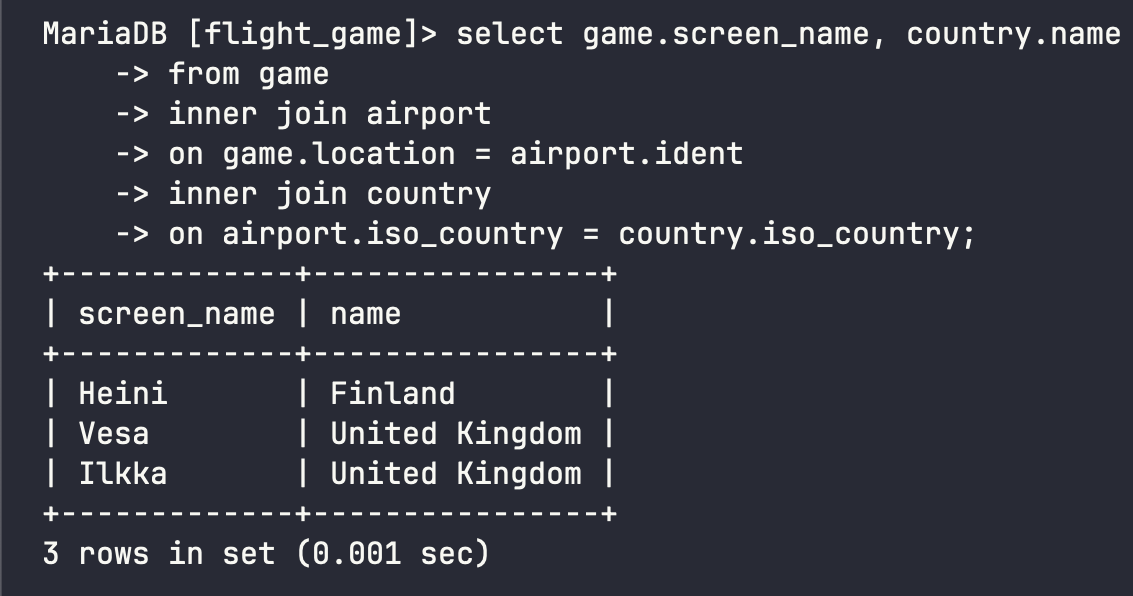 MariaDB [flight_game]> select game.screen_name, country.name
    -> from game
    -> inner join airport
    -> on game.location = airport.ident
    -> inner join country
    -> on airport.iso_country = country.iso_country;
+-------------+----------------+
| screen_name | name           |
+-------------+----------------+
| Heini       | Finland        |
| Vesa        | United Kingdom |
| Ilkka       | United Kingdom |
+-------------+----------------+
3 rows in set (0.001 sec)